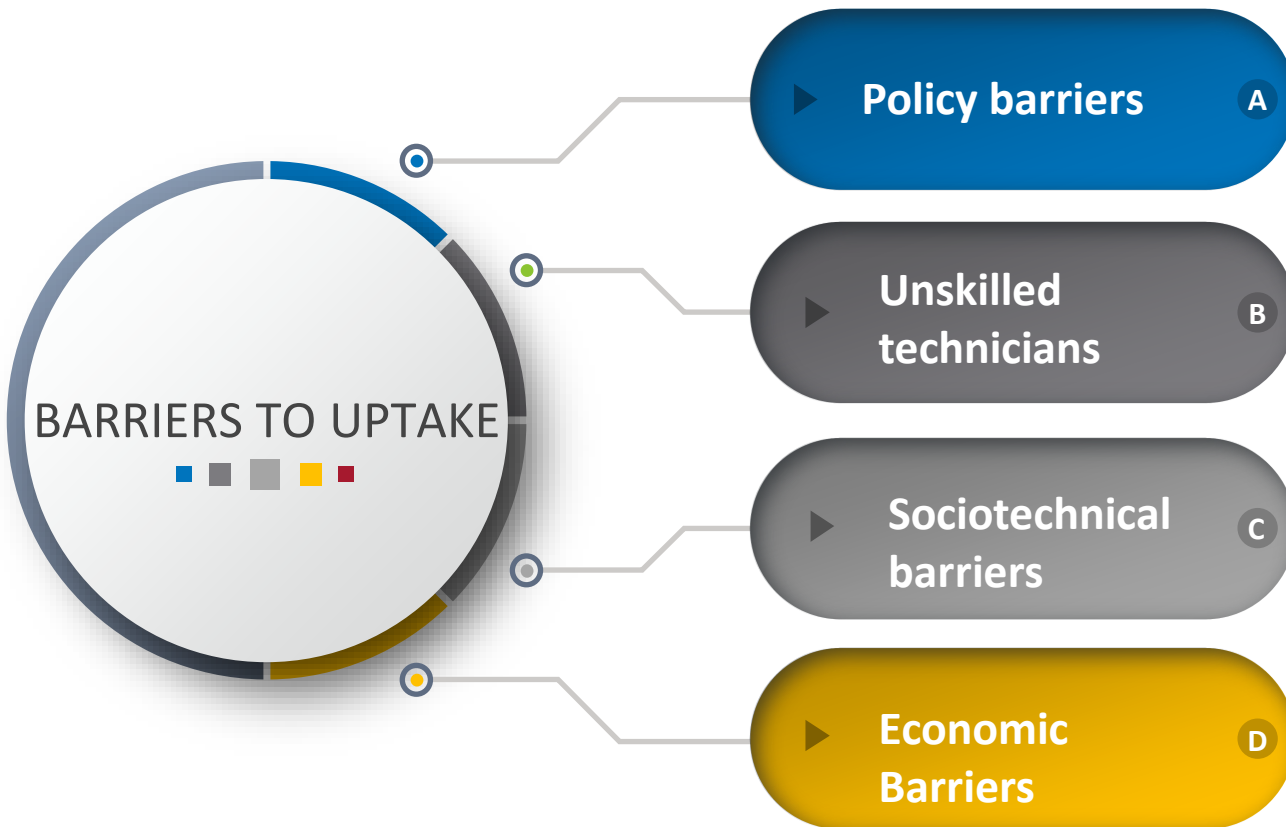 Policy barriers
A
Unskilled
technicians
B
BARRIERS TO UPTAKE
Sociotechnical
barriers
C
Economic
Barriers
D